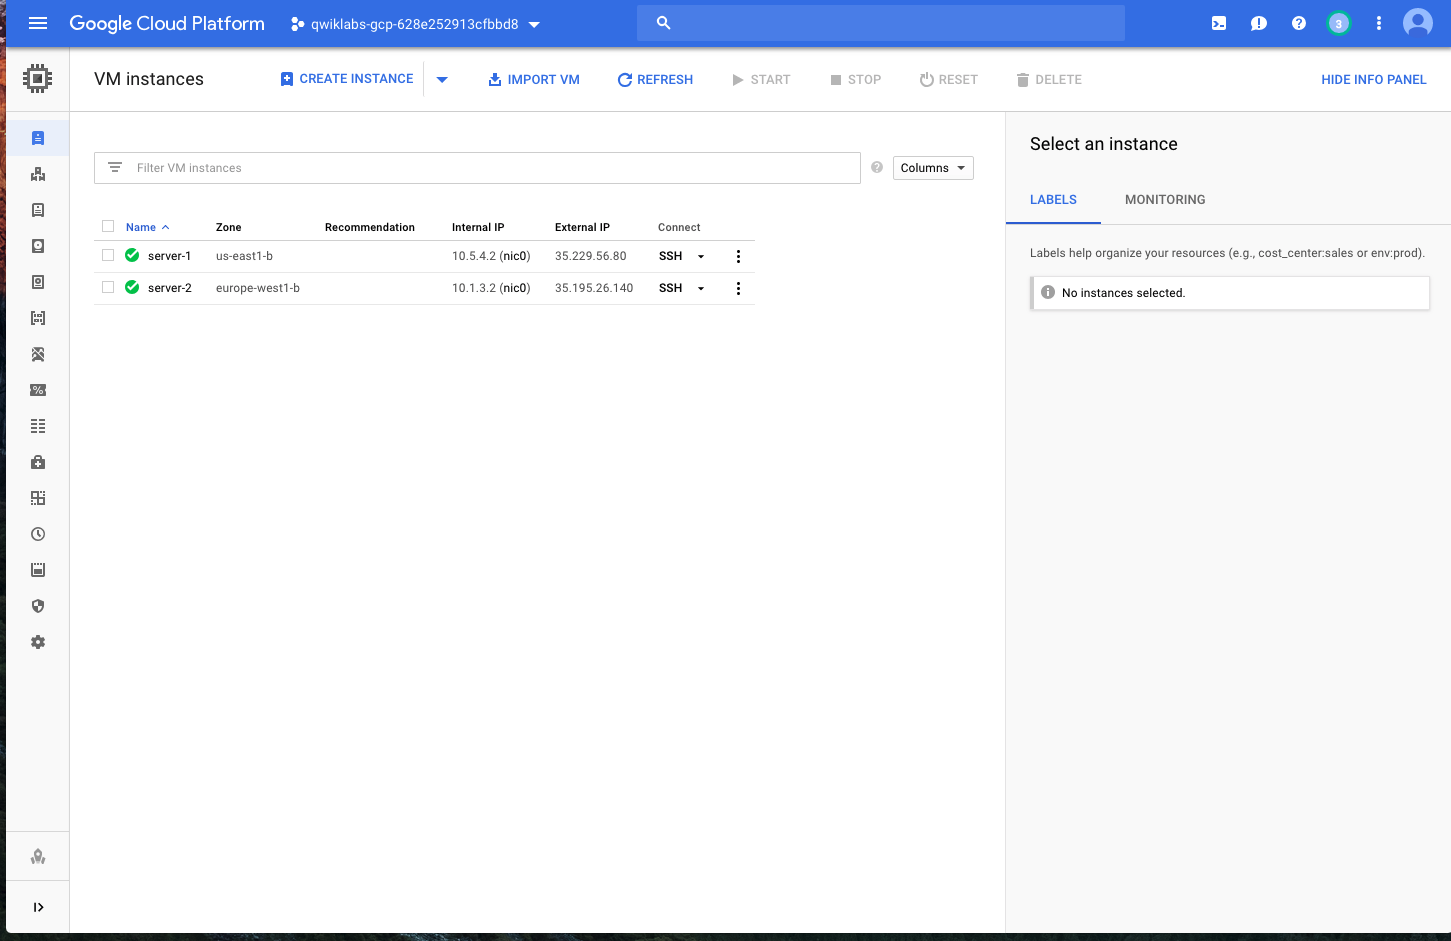 Google Cloud Platform qwiklabs-gcp-628e252913cfbbd8 3
VM instances CREATE INSTANCE IMPORT VM REFRESH START STOP RESET DELETE HIDE INFO PANEL
Filter VM instances Columns
Name Zone Recommendation Internal IP External IP Connect
server-1 us-east1-b 10.5.4.2 (nic0) 35.229.56.80 SSH
server-2 europe-west1-b 10.1.3.2 (nic0) 35.195.26.140 SSH
Select an instance
LABELS MONITORING
Labels help organize your resources (e.g., cost_center:sales or env:prod).
No instances selected.